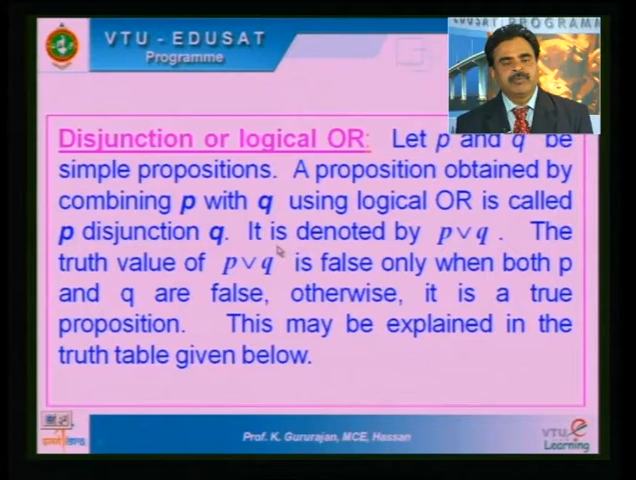 VTU - EDUSAT
Programme
EDUSAT PROGRAMM
Disjunction or logical OR: Let p and q be
simple propositions. A proposition obtained by
combining p with q using logical OR is called
p disjunction q. It is denoted by p ∨ q . The
truth value of p ∨ q is false only when both p
and q are false, otherwise, it is a true
proposition. This may be explained in the
truth table given below.
Prof. K. Gururajan, MCE, Hassan
VTU e
Learning